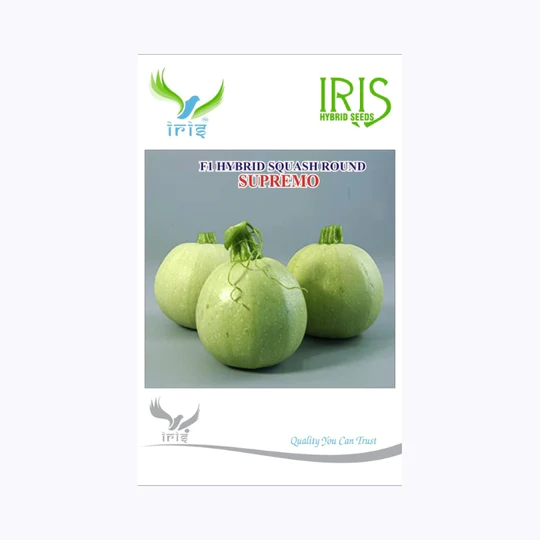 iris
IRIS
HYBRID SEEDS
F1 HYBRID SQUASH ROUND
SUPREMO
iris
Quality You Can Trust